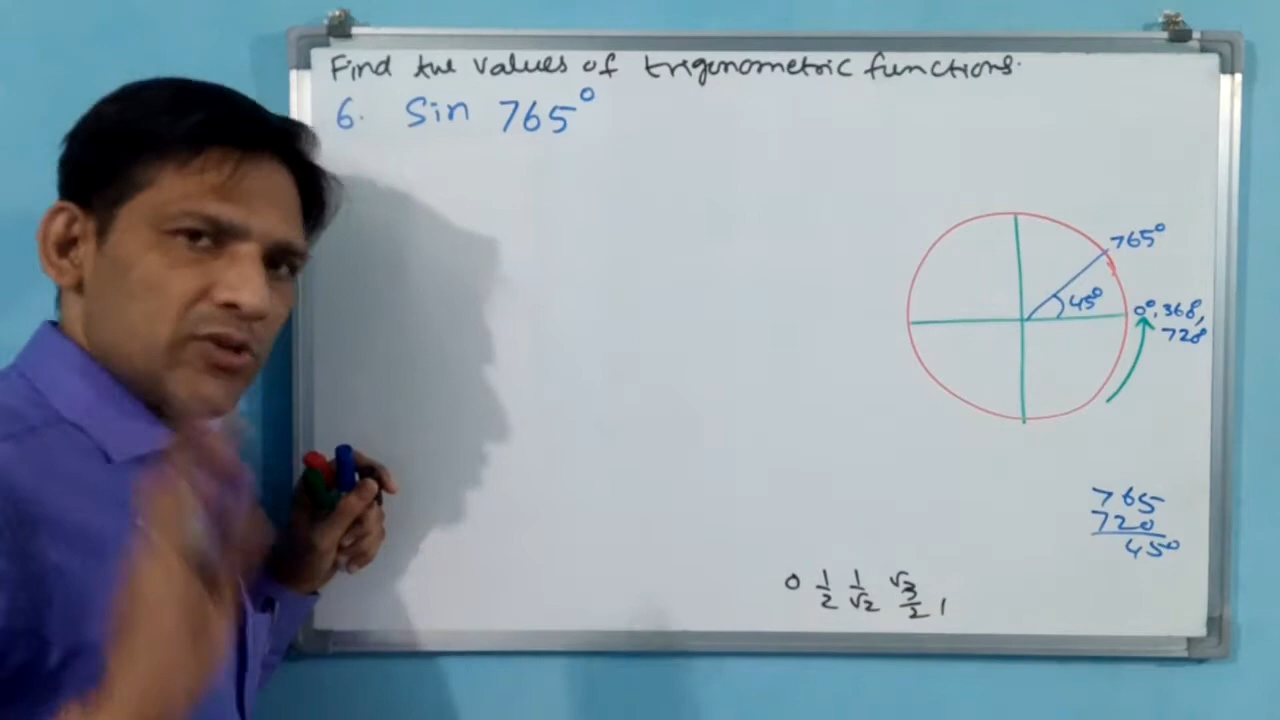 Find the values of trigonometric functions.
6. Sin 765°
765°
45°
0°, 360°,
720°
765
720
45°
0 1/2 1/√2 √3/2 1